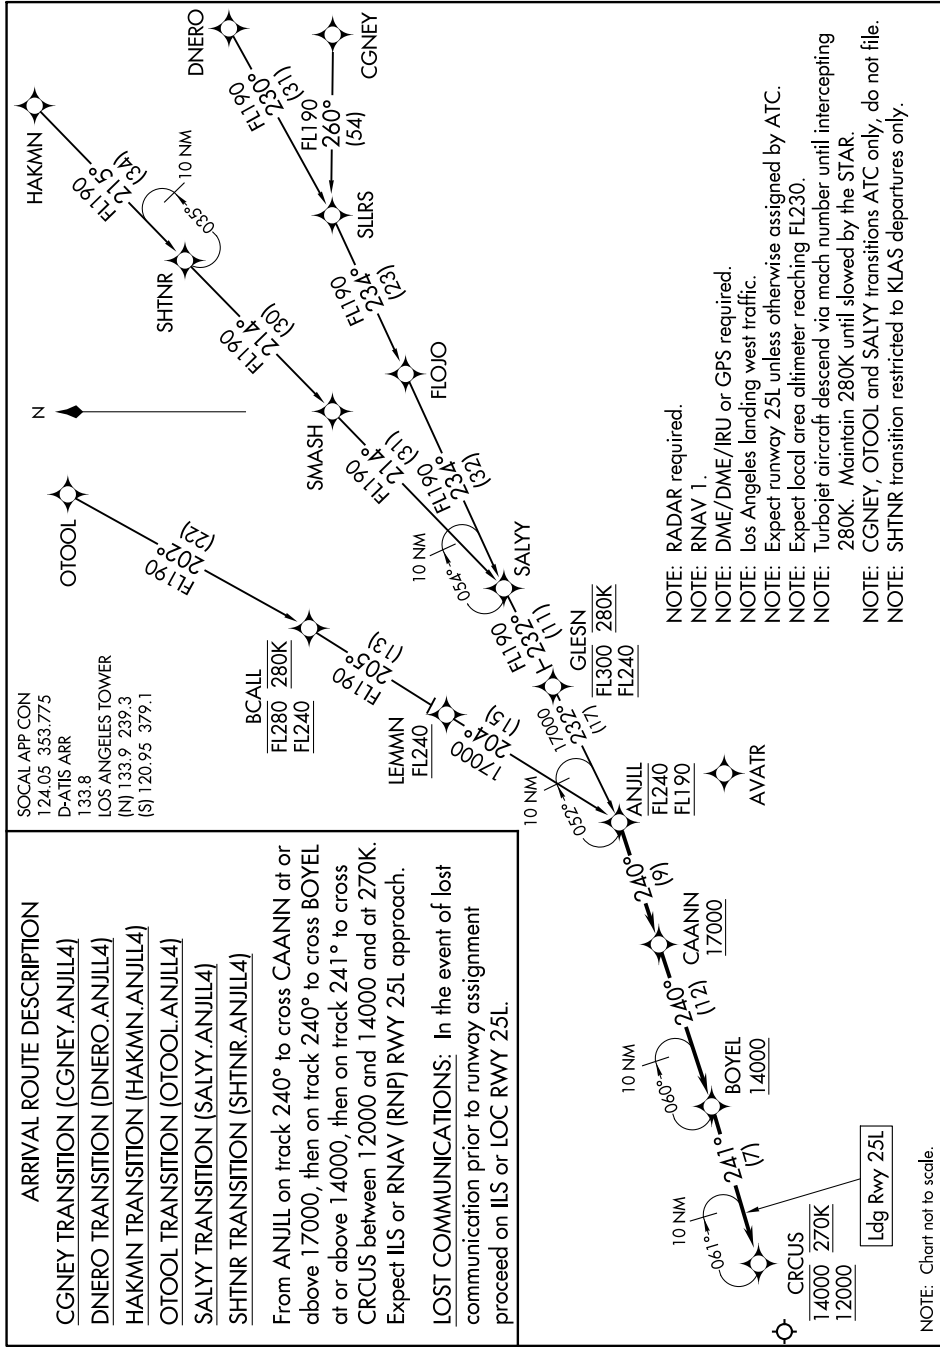 ARRIVAL ROUTE DESCRIPTION
CGNEY TRANSITION (CGNEY.ANJLL4)
DNERO TRANSITION (DNERO.ANJLL4)
HAKMN TRANSITION (HAKMN.ANJLL4)
OTOOL TRANSITION (OTOOL.ANJLL4)
SALYY TRANSITION (SALYY.ANJLL4)
SHTNR TRANSITION (SHTNR.ANJLL4)
From ANJLL on track 240° to cross CAANN at or
above 17000, then on track 240° to cross BOYEL
at or above 14000, then on track 241° to cross
CRCUS between 12000 and 14000 and at 270K.
Expect ILS or RNAV (RNP) RWY 25L approach.
LOST COMMUNICATIONS: In the event of lost
communication prior to runway assignment
proceed on ILS or LOC RWY 25L.
SOCAL APP CON
124.05 353.775
D-ATIS ARR
133.8
LOS ANGELES TOWER
(N) 133.9 239.3
(S) 120.95 379.1
N
OTOOL
FL190
202°
(22)
BCALL
FL280 280K
FL240
FL190
205°
(13)
LEMMN
FL240
17000
204°
(15)
HAKMN
FL190
215°
(34)
10 NM
035°
SHTNR
FL190
214°
(30)
SMASH
FL190
214°
(31)
DNERO
FL190
230°
(31)
CGNEY
FL190
260°
(54)
SLLRS
FL190
234°
(23)
FLOJO
FL190
234°
(32)
10 NM
054°
SALYY
FL190
232°
(11)
GLESN
FL300 280K
FL240
17000
232°
(17)
10 NM
052°
ANJLL
FL240
FL190
AVATR
240°
(9)
CAANN
17000
240°
(12)
10 NM
060°
BOYEL
14000
241°
(7)
10 NM
061°
CRCUS
14000 270K
12000
Ldg Rwy 25L
NOTE: RADAR required.
NOTE: RNAV 1.
NOTE: DME/DME/IRU or GPS required.
NOTE: Los Angeles landing west traffic.
NOTE: Expect runway 25L unless otherwise assigned by ATC.
NOTE: Expect local area altimeter reaching FL230.
NOTE: Turbojet aircraft descend via mach number until intercepting
280K. Maintain 280K until slowed by the STAR.
NOTE: CGNEY, OTOOL and SALYY transitions ATC only, do not file.
NOTE: SHTNR transition restricted to KLAS departures only.
NOTE: Chart not to scale.